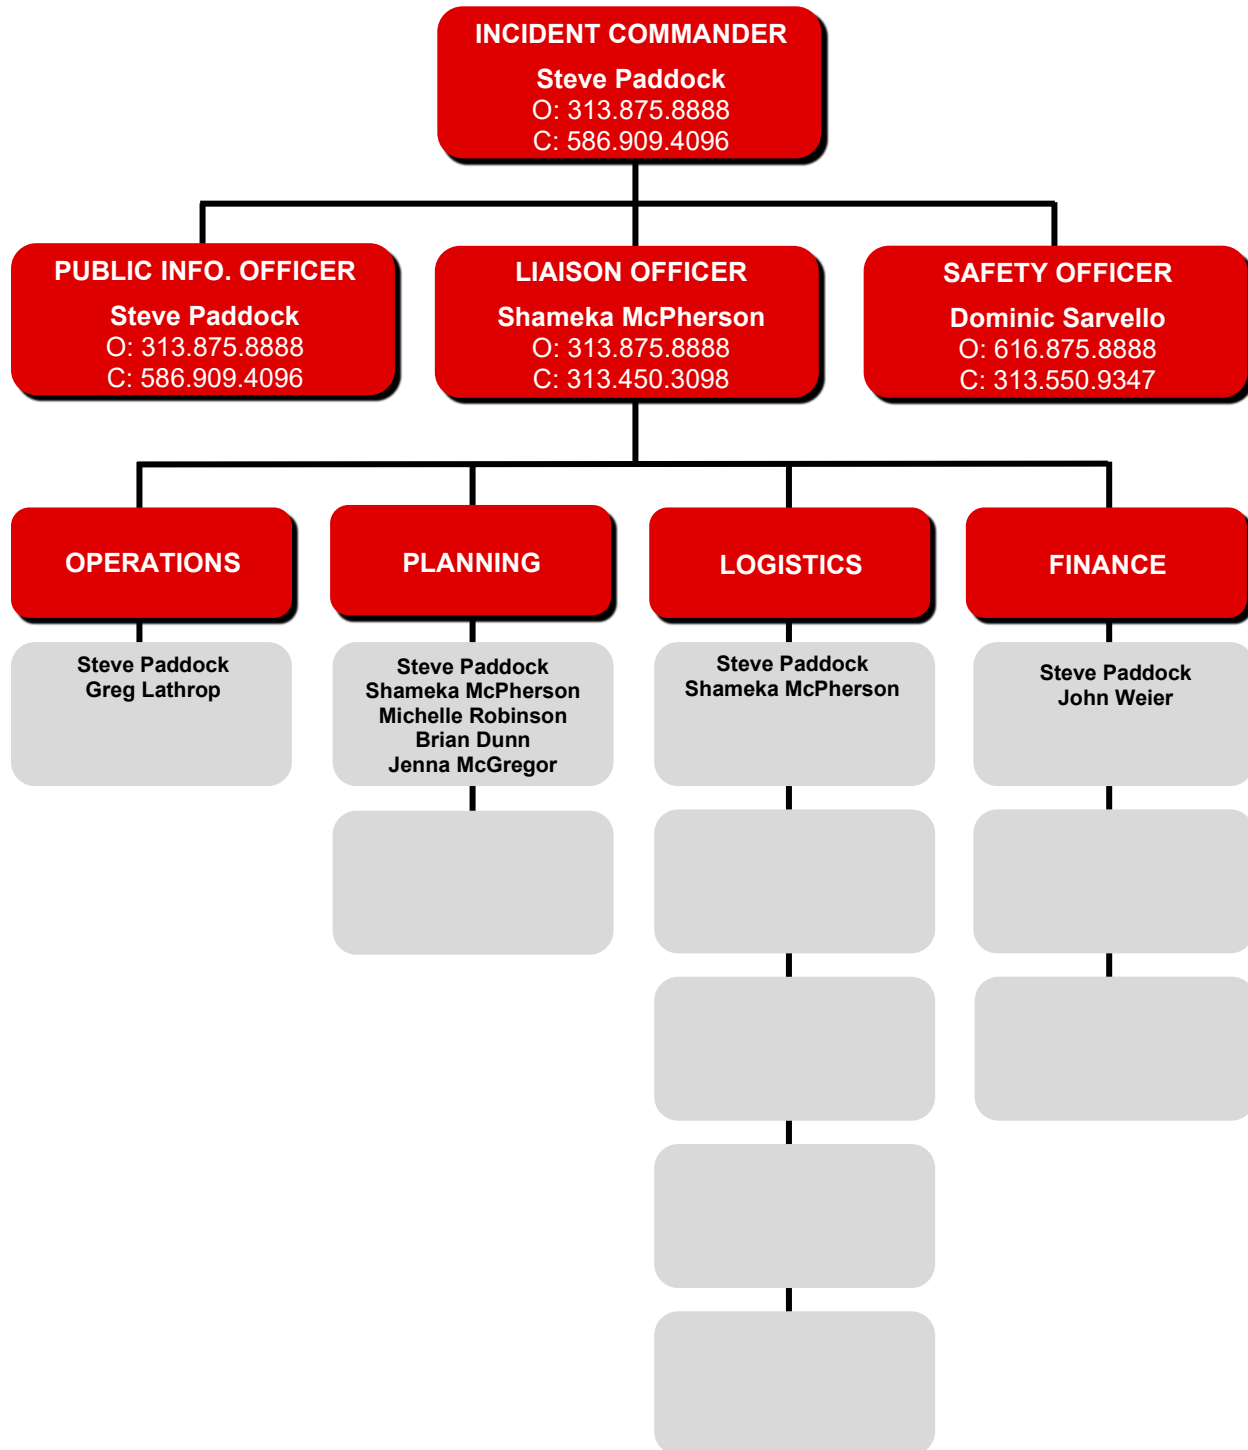 INCIDENT COMMANDER
Steve Paddock
O: 313.875.8888
C: 586.909.4096
PUBLIC INFO. OFFICER
Steve Paddock
O: 313.875.8888
C: 586.909.4096
LIAISON OFFICER
Shameka McPherson
O: 313.875.8888
C: 313.450.3098
SAFETY OFFICER
Dominic Sarvello
O: 616.875.8888
C: 313.550.9347
OPERATIONS
Steve Paddock
Greg Lathrop
PLANNING
Steve Paddock
Shameka McPherson
Michelle Robinson
Brian Dunn
Jenna McGregor
LOGISTICS
Steve Paddock
Shameka McPherson
FINANCE
Steve Paddock
John Weier